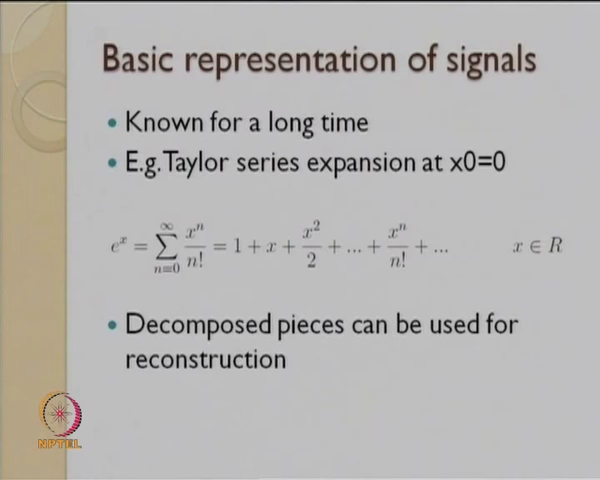 Basic representation of signals
• Known for a long time
• E.g. Taylor series expansion at x0=0
e^x = ∑_{n=0}^{∞} x^n/n! = 1 + x + x^2/2 + ... + x^n/n! + ... x ∈ R
• Decomposed pieces can be used for
reconstruction
NPTEL